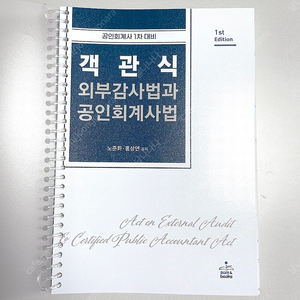 공인회계사 1차 대비
객관식
외부감사법과
공인회계사법
노준화·홍상연
1st
Edition
Act on External Audit
& Certified Public Accountant Act